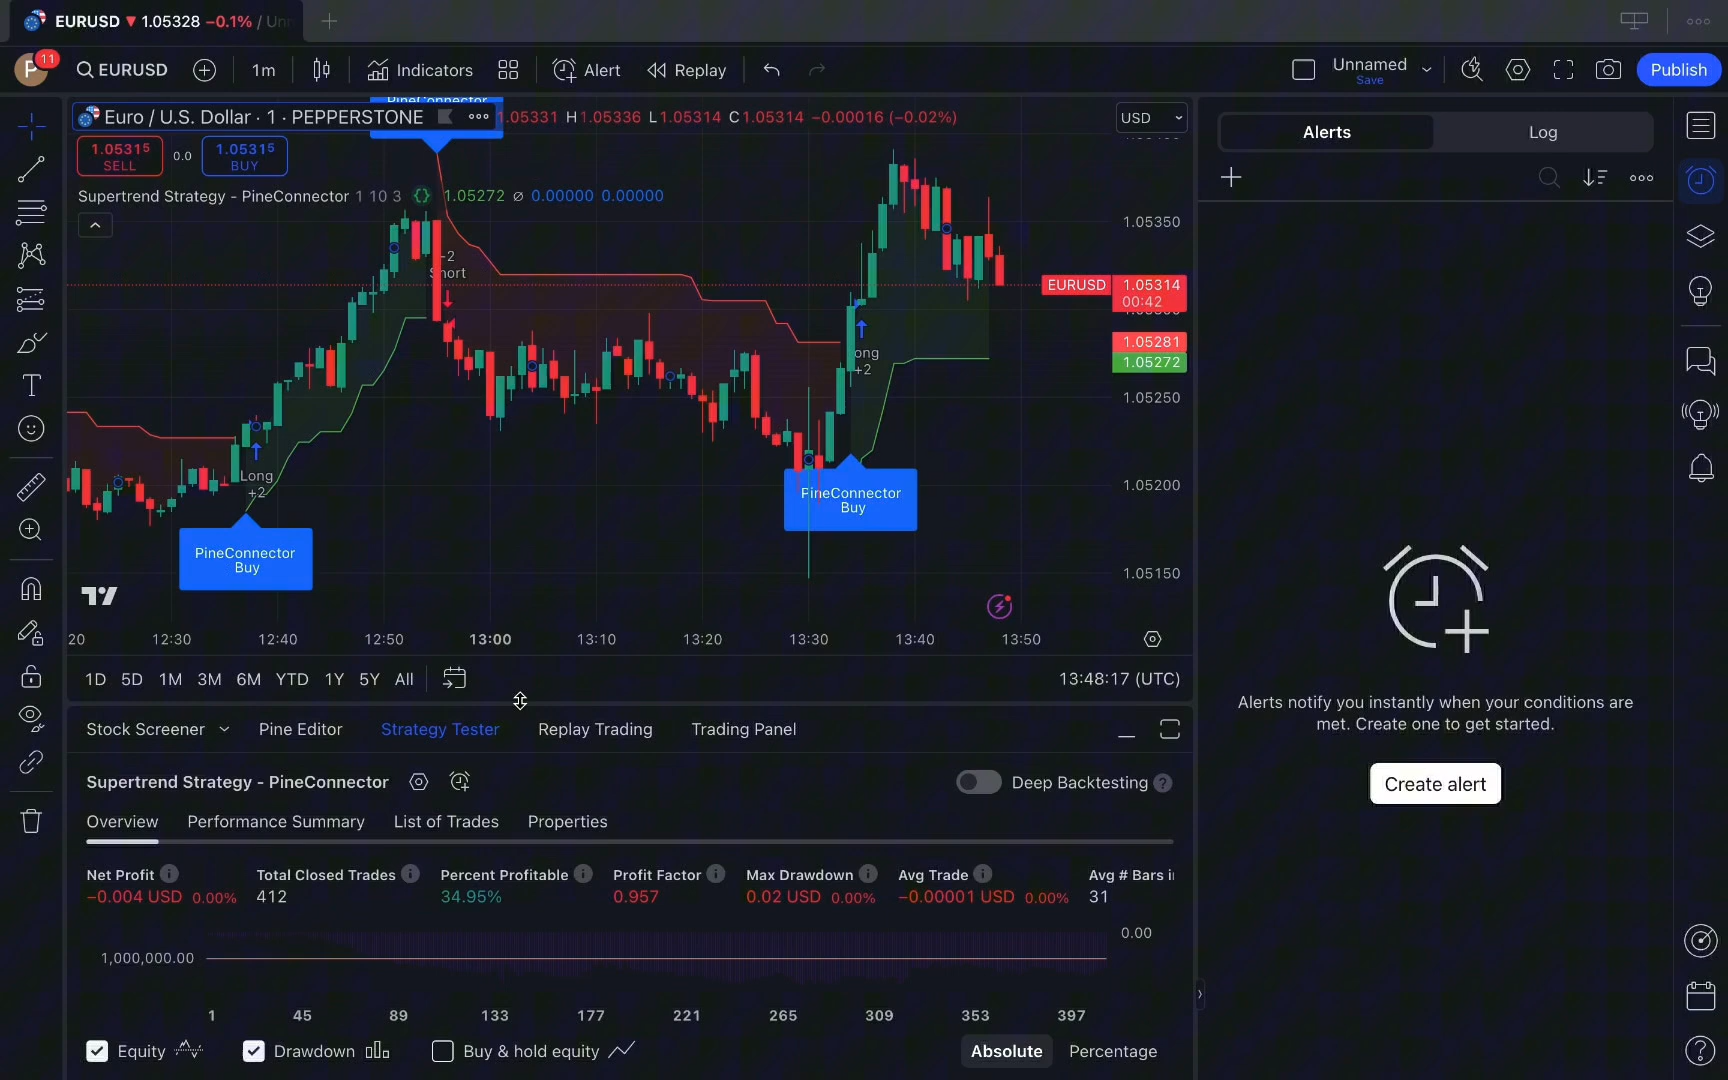 EURUSD ▼ 1.05328 −0.1% / Un
11
P
EURUSD
1m
Indicators
Alert
Replay
Unnamed
Save
Publish
Euro / U.S. Dollar · 1 · PEPPERSTONE
PineConnector
1.05331 H1.05336 L1.05314 C1.05314 −0.00016 (−0.02%)
USD
1.05315
SELL
0.0
1.05315
BUY
Supertrend Strategy - PineConnector 1 10 3 {} 1.05272 ∅ 0.00000 0.00000
1.05350
-2
Short
EURUSD
1.05314
00:42
1.05281
1.05272
ong
+2
1.05250
Long
+2
1.05200
PineConnector
Buy
PineConnector
Buy
1.05150
20 12:30 12:40 12:50 13:00 13:10 13:20 13:30 13:40 13:50
1D 5D 1M 3M 6M YTD 1Y 5Y All
13:48:17 (UTC)
Stock Screener Pine Editor Strategy Tester Replay Trading Trading Panel
Supertrend Strategy - PineConnector
Deep Backtesting ?
Overview Performance Summary List of Trades Properties
Net Profit Total Closed Trades Percent Profitable Profit Factor Max Drawdown Avg Trade Avg # Bars i
−0.004 USD 0.00% 412 34.95% 0.957 0.02 USD 0.00% −0.00001 USD 0.00% 31
0.00
1,000,000.00
1 45 89 133 177 221 265 309 353 397
Equity Drawdown Buy & hold equity
Absolute Percentage
Alerts Log
Alerts notify you instantly when your conditions are
met. Create one to get started.
Create alert